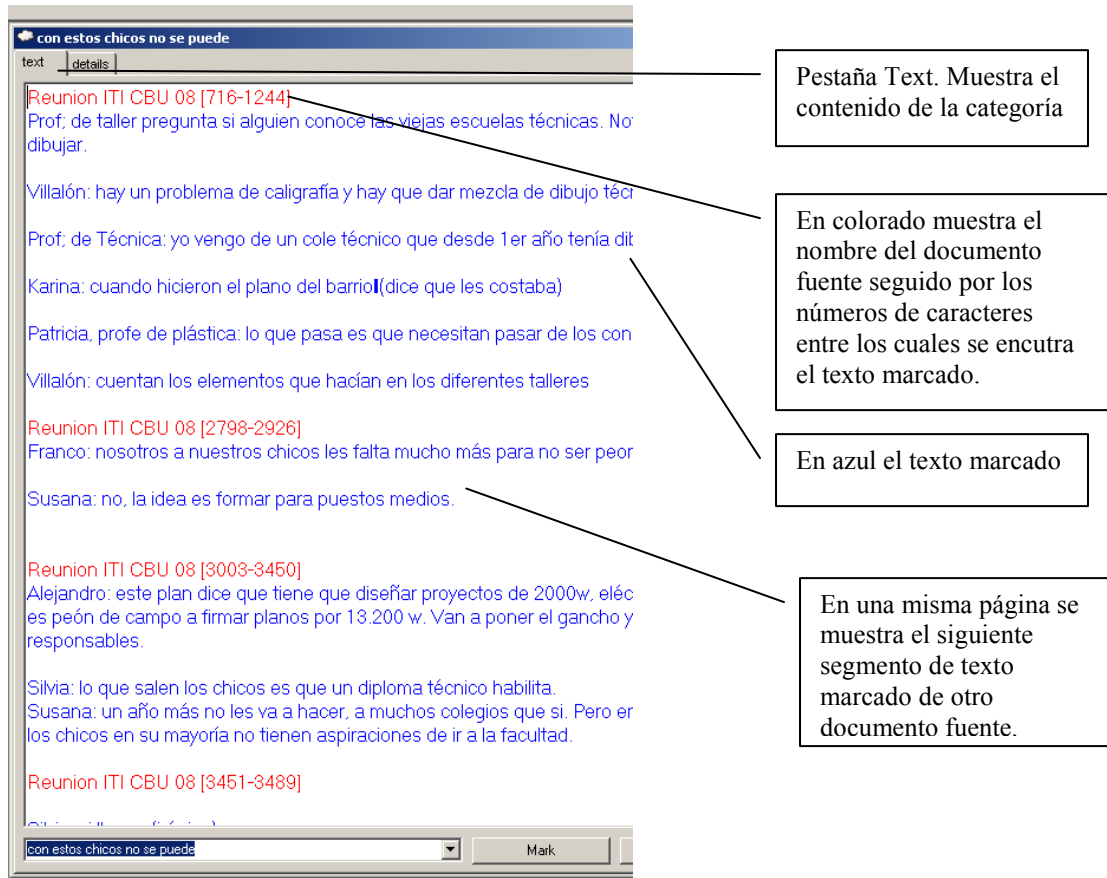 con estos chicos no se puede
text
details
Reunion ITI CBU 08 [716-1244]
Prof; de taller pregunta si alguien conoce las viejas escuelas técnicas. No
dibujar.
Villalón: hay un problema de caligrafía y hay que dar mezcla de dibujo
Prof; de Técnica: yo vengo de un cole técnico que desde 1er año tenía
Karina: cuando hicieron el plano del barrio (dice que les costaba)
Patricia, profe de plástica: lo que pasa es que necesitan pasar de los con
Villalón: cuentan los elementos que hacían en los diferentes talleres
Reunion ITI CBU 08 [2798-2926]
Franco: nosotros a nuestros chicos les falta mucho más para no ser peor
Susana: no, la idea es formar para puestos medios.
Reunion ITI CBU 08 [3003-3450]
Alejandro: este plan dice que tiene que diseñar proyectos de 2000w, eléc
es peón de campo a firmar planos por 13.200 w. Van a poner el gancho y
responsables.
Silvia: lo que salen los chicos es que un diploma técnico habilita.
Susana: un año más no les va a hacer, a muchos colegios que si. Pero er
los chicos en su mayoría no tienen aspiraciones de ir a la facultad.
Reunion ITI CBU 08 [3451-3489]
con estos chicos no se puede
Mark
Pestaña Text. Muestra el
contenido de la categoría
En colorado muestra el
nombre del documento
fuente seguido por los
números de caracteres
entre los cuales se encutra
el texto marcado.
En azul el texto marcado
En una misma página se
muestra el siguiente
segmento de texto
marcado de otro
documento fuente.